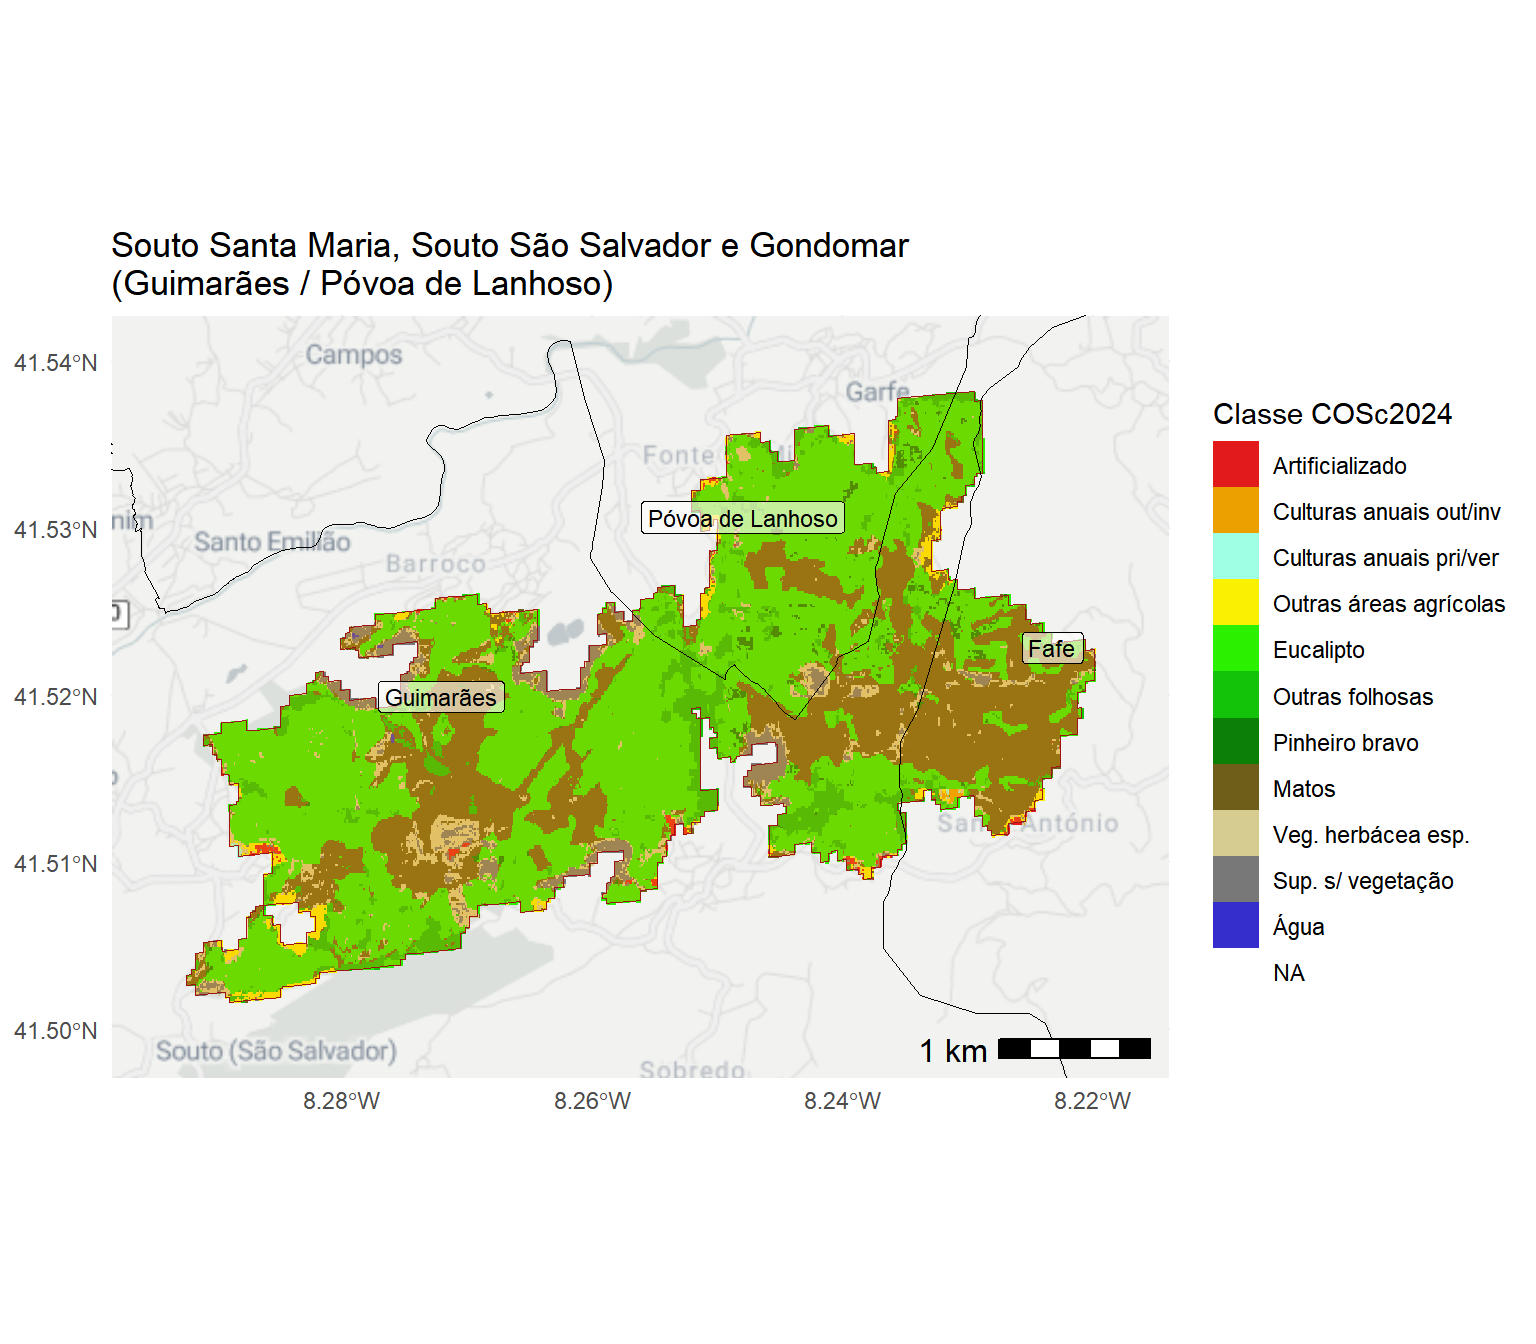 Souto Santa Maria, Souto São Salvador e Gondomar
(Guimarães / Póvoa de Lanhoso)
41.54°N
41.53°N
41.52°N
41.51°N
41.50°N
Campos
Garfe
Fonte
Póvoa de Lanhoso
nim
Santo Emilião
Barroco
Fafe
Guimarães
António
Souto (São Salvador)
Sobredo
1 km
8.28°W
8.26°W
8.24°W
8.22°W
Classe COSc2024
Artificializado
Culturas anuais out/inv
Culturas anuais pri/ver
Outras áreas agrícolas
Eucalipto
Outras folhosas
Pinheiro bravo
Matos
Veg. herbácea esp.
Sup. s/ vegetação
Água
NA